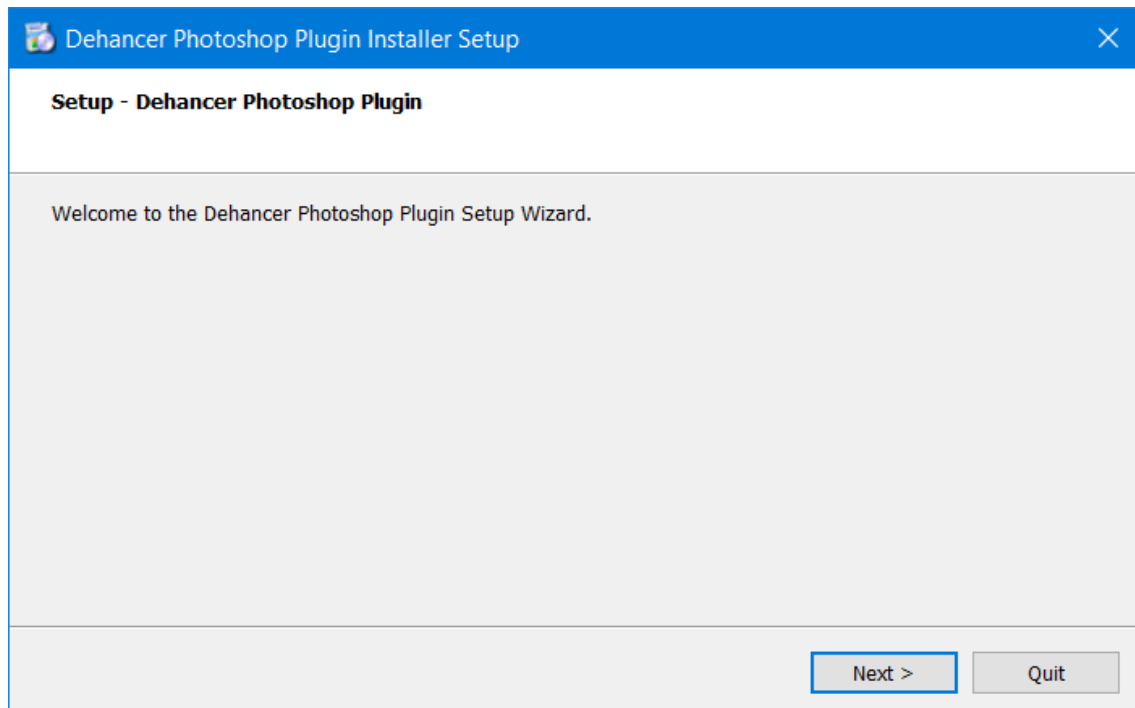 Dehancer Photoshop Plugin Installer Setup
Setup - Dehancer Photoshop Plugin
Welcome to the Dehancer Photoshop Plugin Setup Wizard.
Next >
Quit